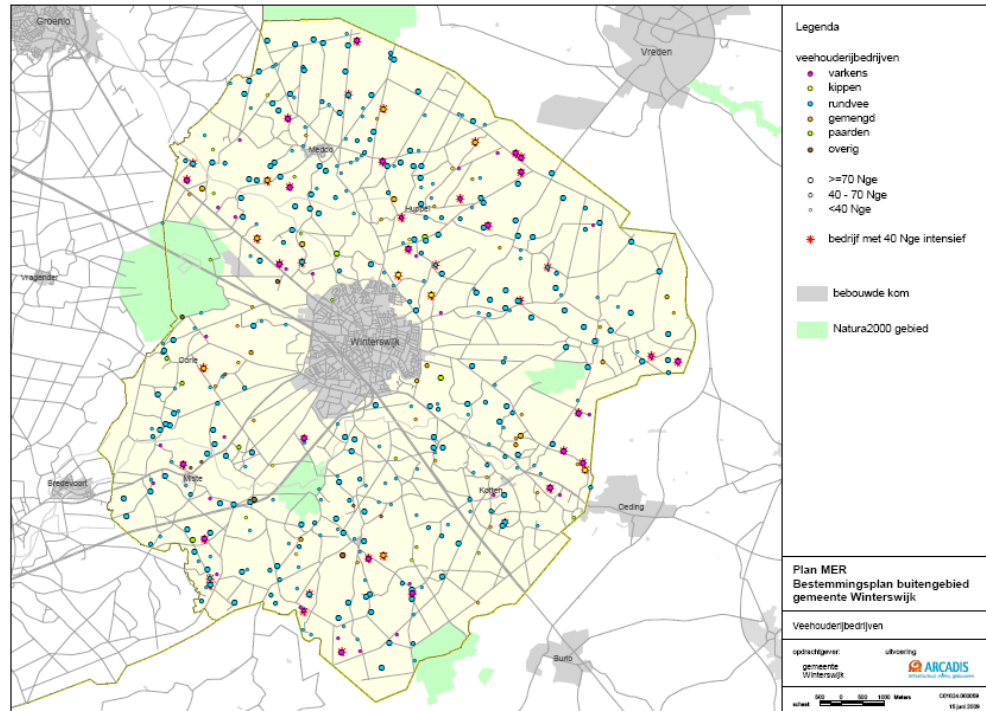 Groenlo
Vreden
Medco
Huppel
Vragender
Winterswijk
Corle
Bredevoort
Miste
Kotten
Oeding
Burlo
Legenda
veehouderijbedrijven
varkens
kippen
rundvee
gemengd
paarden
overig
>=70 Nge
40 - 70 Nge
<40 Nge
bedrijf met 40 Nge intensief
bebouwde kom
Natura2000 gebied
Plan MER
Bestemmingsplan buitengebied
gemeente Winterswijk
Veehouderijbedrijven
opdrachtgever: uitvoering
gemeente
Winterswijk
ARCADIS
schaal 500 0 500 1000 Meters
15 juni 2009